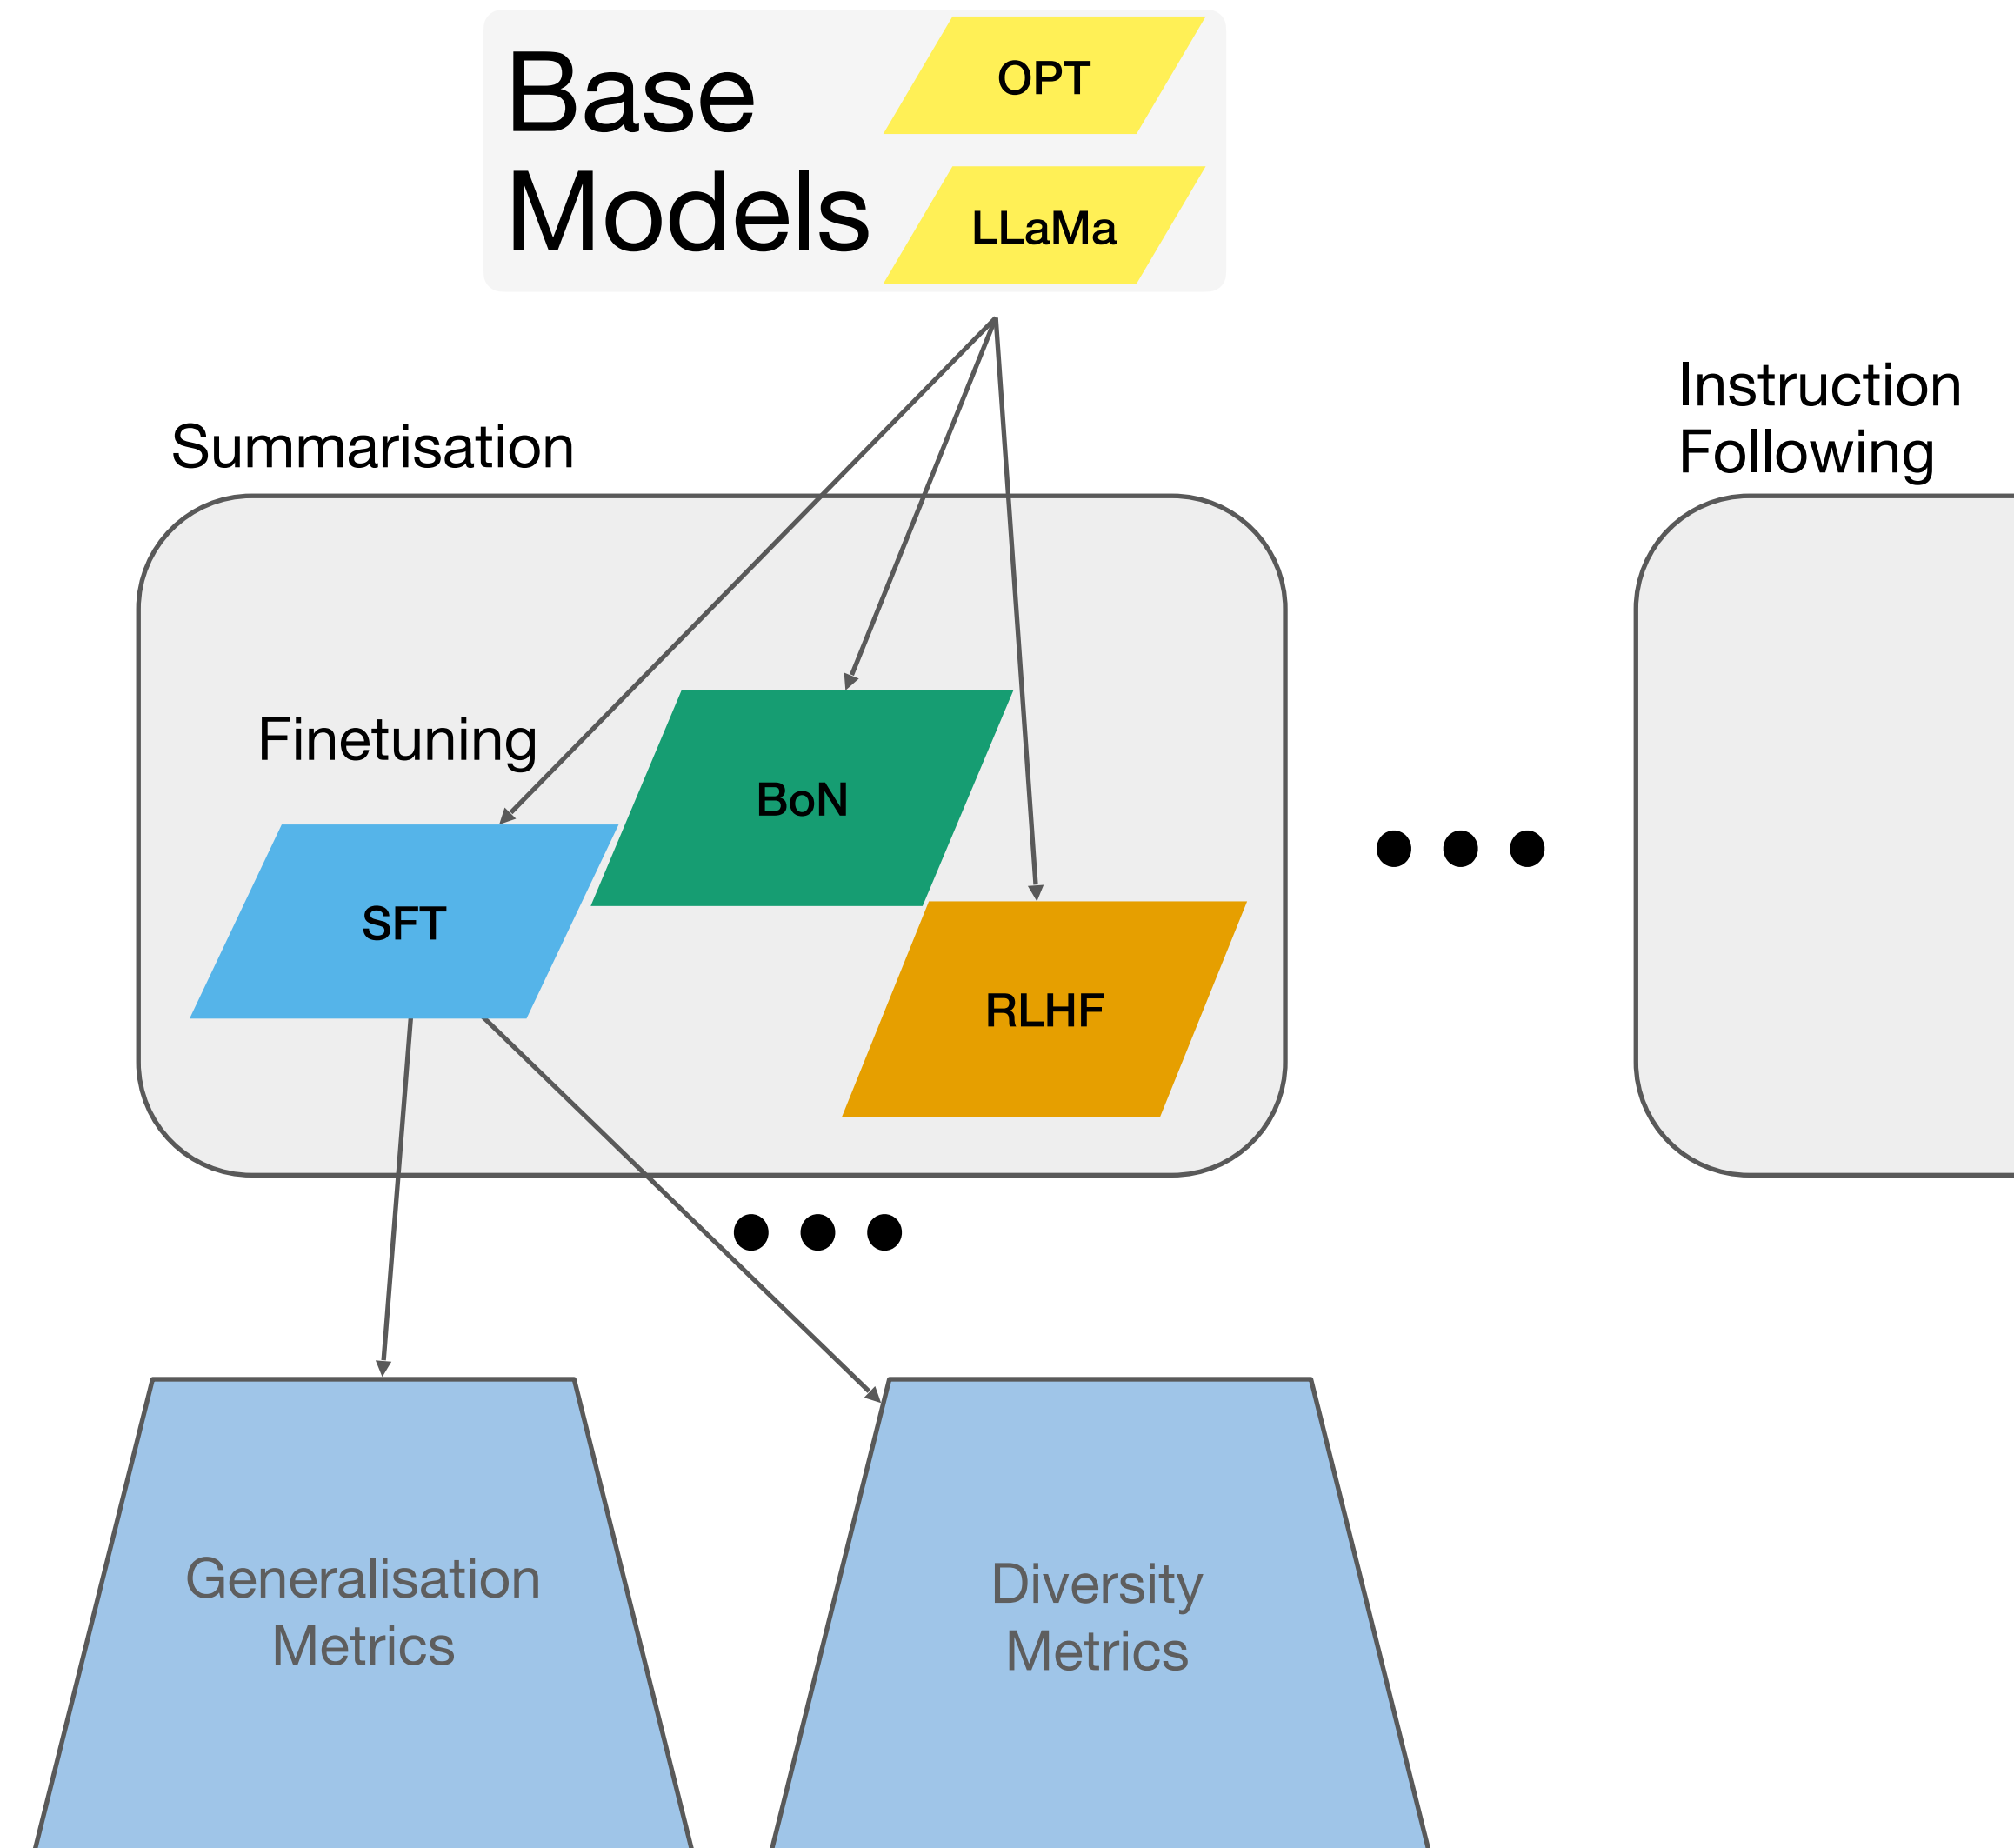 Base
Models
OPT
LLaMa
Summarisation
Instruction
Following
Finetuning
BoN
SFT
RLHF
Generalisation
Metrics
Diversity
Metrics